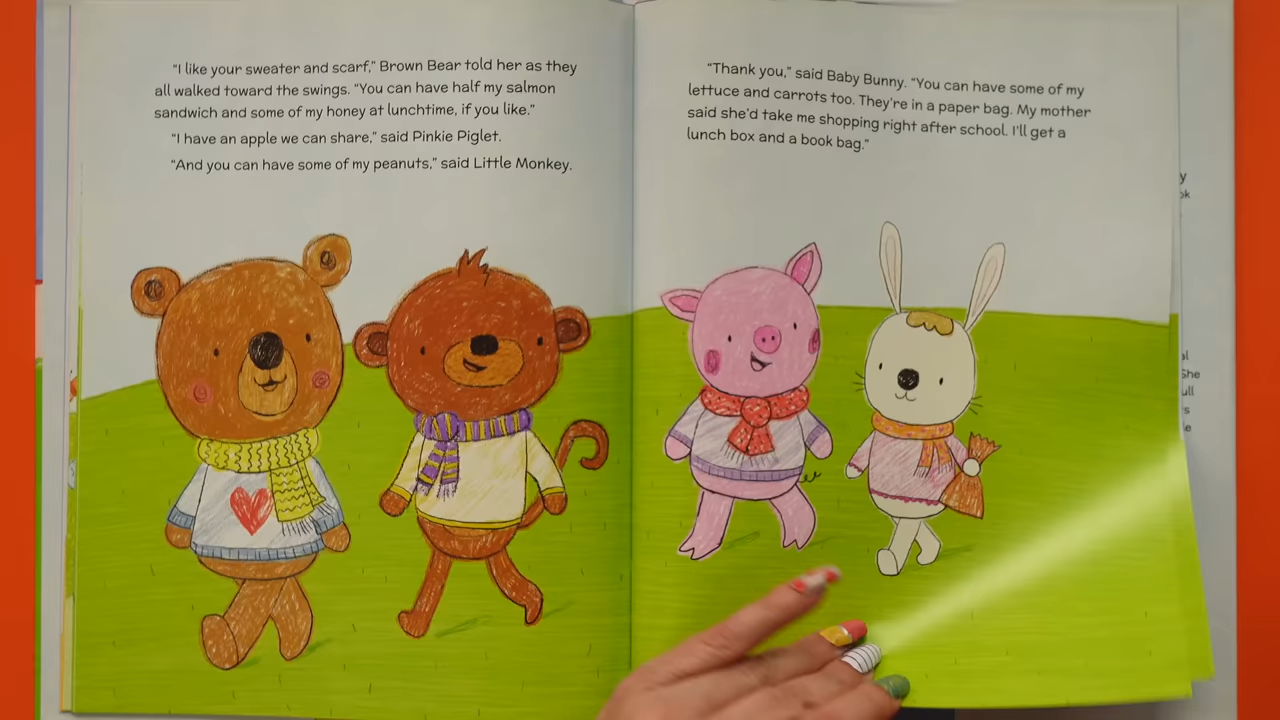 “I like your sweater and scarf,” Brown Bear told her as they
all walked toward the swings. “You can have half my salmon
sandwich and some of my honey at lunchtime, if you like.”
“I have an apple we can share,” said Pinkie Piglet.
“And you can have some of my peanuts,” said Little Monkey.
“Thank you,” said Baby Bunny. “You can have some of my
lettuce and carrots too. They’re in a paper bag. My mother
said she’d take me shopping right after school. I’ll get a
lunch box and a book bag.”